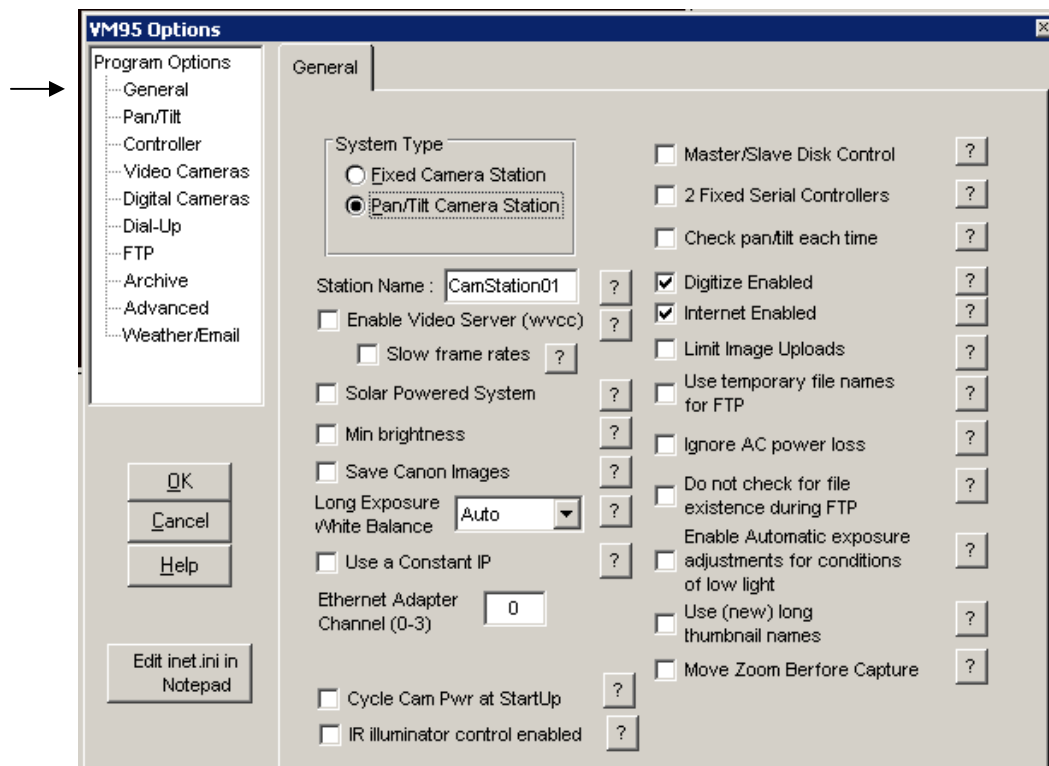 VM95 Options
Program Options
General
Pan/Tilt
Controller
Video Cameras
Digital Cameras
Dial-Up
FTP
Archive
Advanced
Weather/Email
OK
Cancel
Help
Edit inet.ini in
Notepad
General
System Type
Fixed Camera Station
Pan/Tilt Camera Station
Station Name : CamStation01 ?
Enable Video Server (wvcc) ?
Slow frame rates ?
Solar Powered System ?
Min brightness ?
Save Canon Images ?
Long Exposure
White Balance Auto ?
Use a Constant IP ?
Ethernet Adapter
Channel (0-3) 0
Cycle Cam Pwr at StartUp ?
IR illuminator control enabled ?
Master/Slave Disk Control ?
2 Fixed Serial Controllers ?
Check pan/tilt each time ?
Digitize Enabled ?
Internet Enabled ?
Limit Image Uploads ?
Use temporary file names
for FTP ?
Ignore AC power loss ?
Do not check for file
existence during FTP ?
Enable Automatic exposure
adjustments for conditions
of low light ?
Use (new) long
thumbnail names ?
Move Zoom Berfore Capture ?